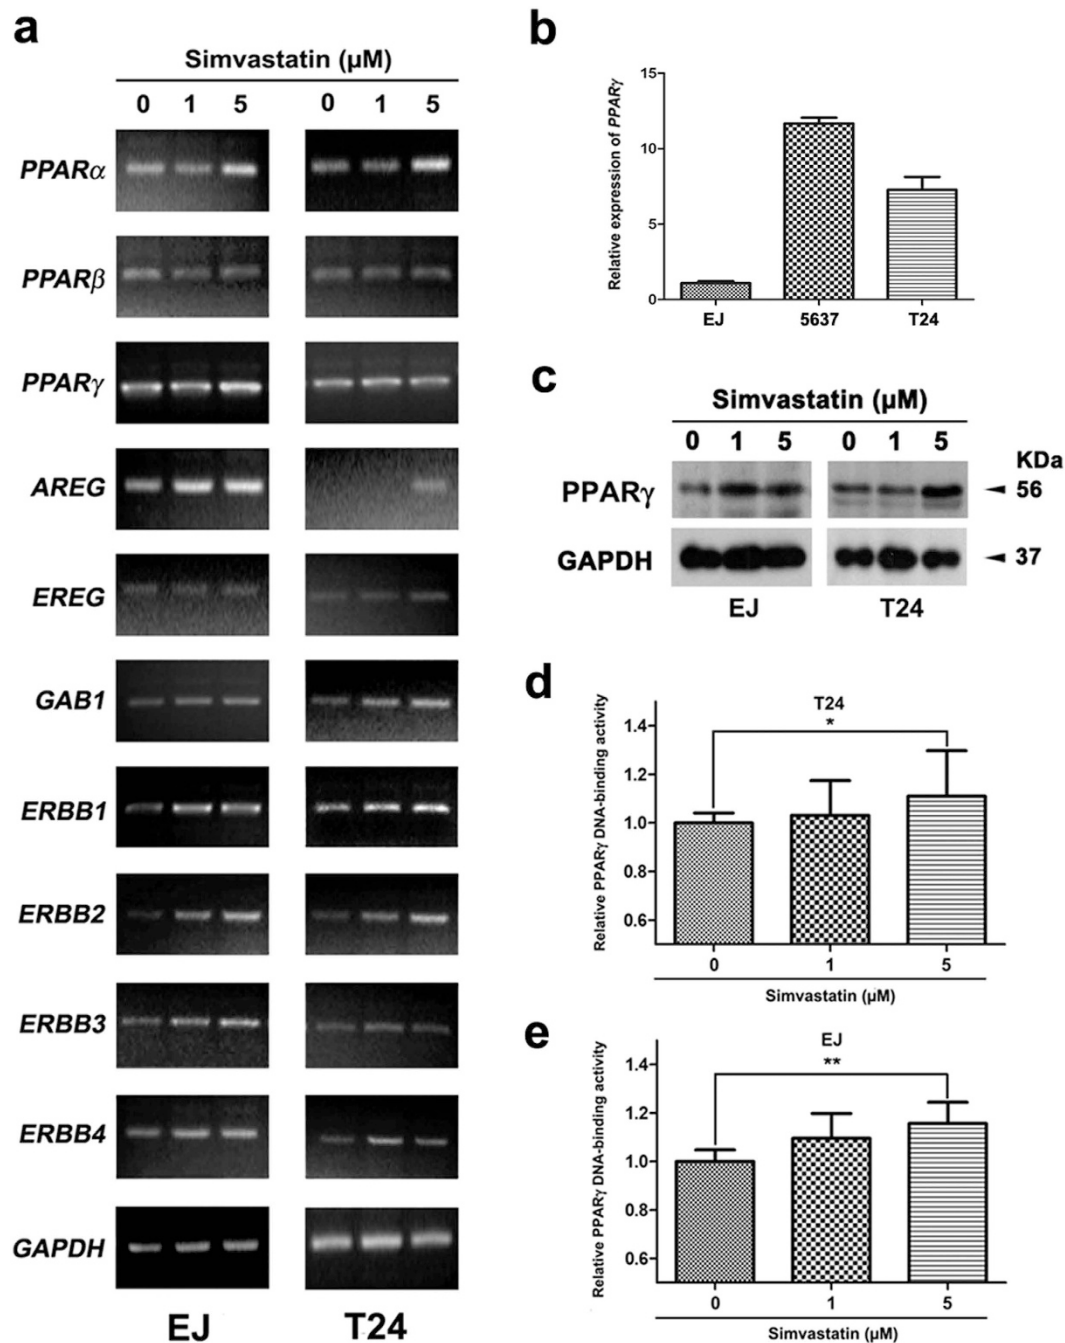 a
Simvastatin (µM)
0 1 5 0 1 5
PPARα
PPARβ
PPARγ
AREG
EREG
GAB1
ERBB1
ERBB2
ERBB3
ERBB4
GAPDH
EJ T24
b
Relative expression of PPARγ
15
10
5
0
EJ 5637 T24
c
Simvastatin (µM)
0 1 5 0 1 5
KDa
PPARγ 56
GAPDH 37
EJ T24
d
T24
*
Relative PPARγ DNA-binding activity
1.4
1.2
1.0
0.8
0.6
0 1 5
Simvastatin (µM)
e
EJ
**
Relative PPARγ DNA-binding activity
1.4
1.2
1.0
0.8
0.6
0 1 5
Simvastatin (µM)